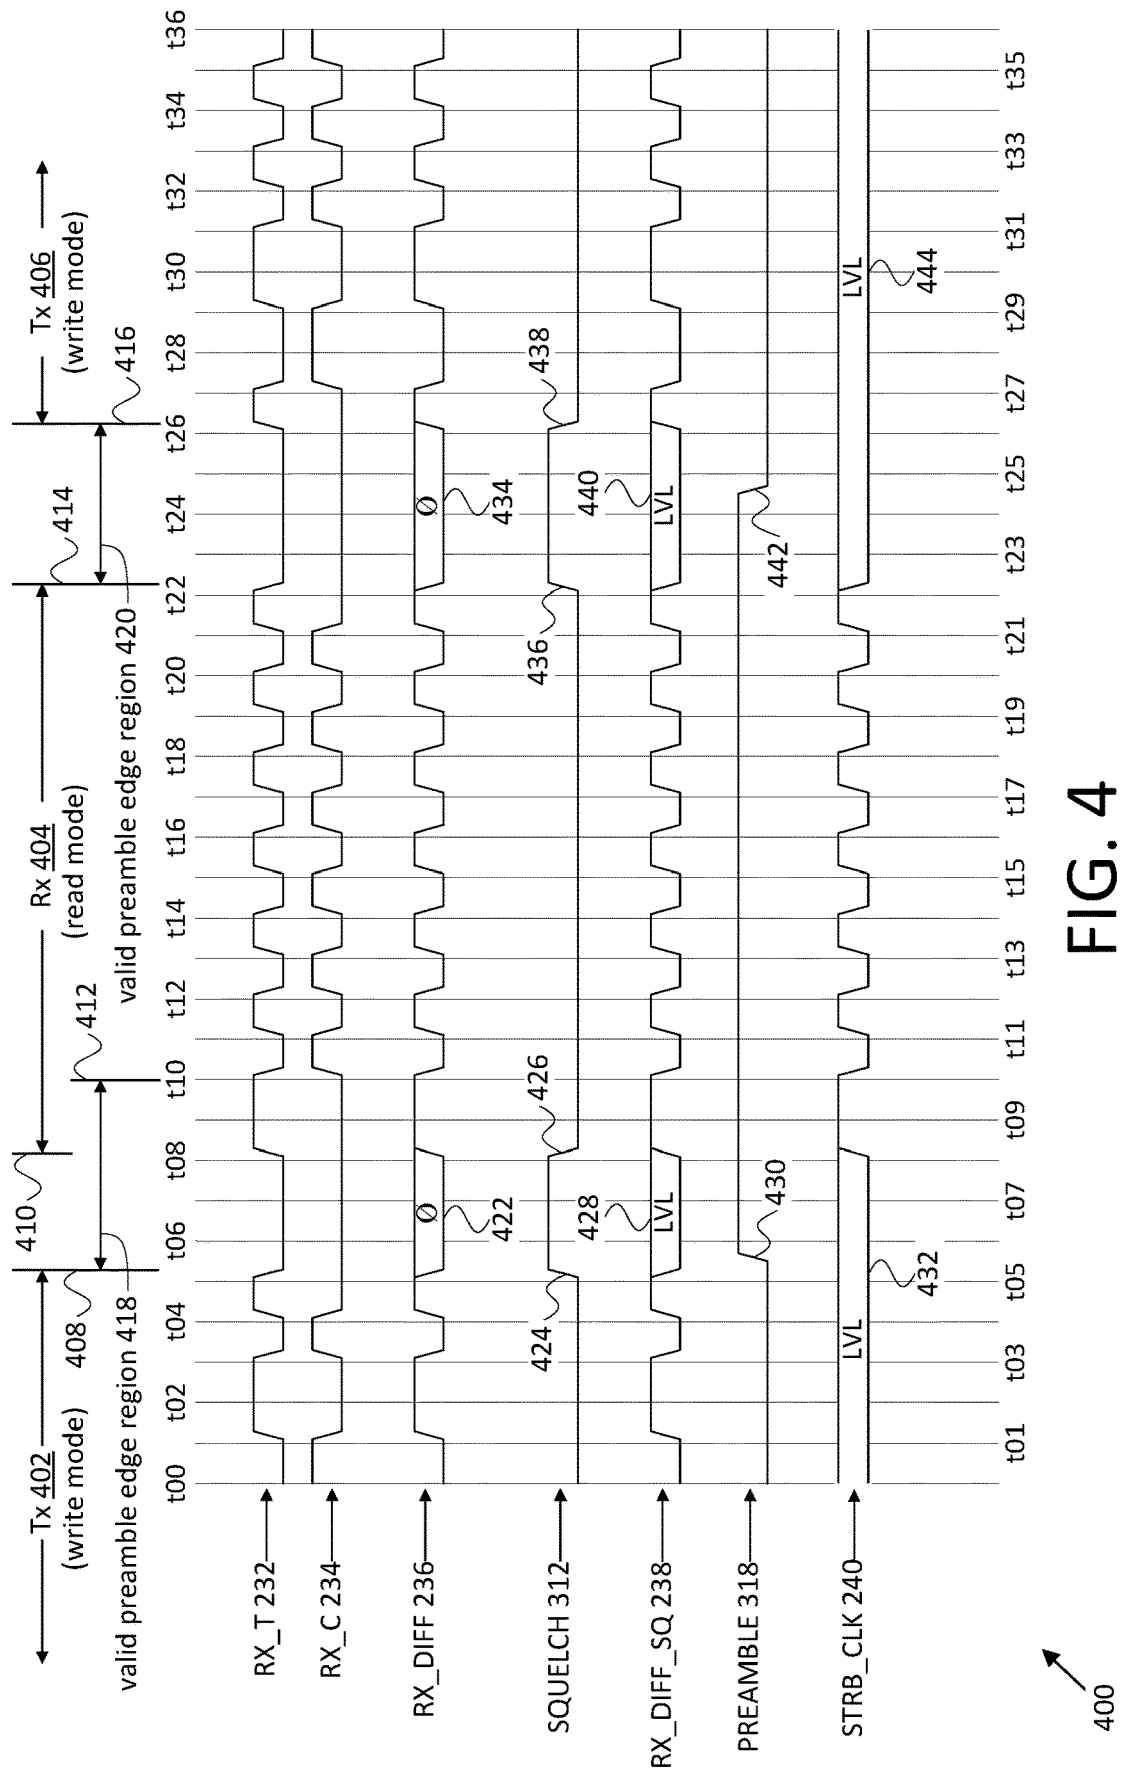 Tx 402
(write mode)
Rx 404
(read mode)
Tx 406
(write mode)
408
410
412
414
416
valid preamble edge region 418
valid preamble edge region 420
t00
t02
t04
t06
t08
t10
t12
t14
t16
t18
t20
t22
t24
t26
t28
t30
t32
t34
t36
RX_T 232
RX_C 234
RX_DIFF 236
Ø
422
Ø
434
SQUELCH 312
424
426
436
438
RX_DIFF_SQ 238
LVL
428
LVL
440
PREAMBLE 318
430
442
STRB_CLK 240
LVL
432
LVL
444
t01
t03
t05
t07
t09
t11
t13
t15
t17
t19
t21
t23
t25
t27
t29
t31
t33
t35
400
FIG. 4